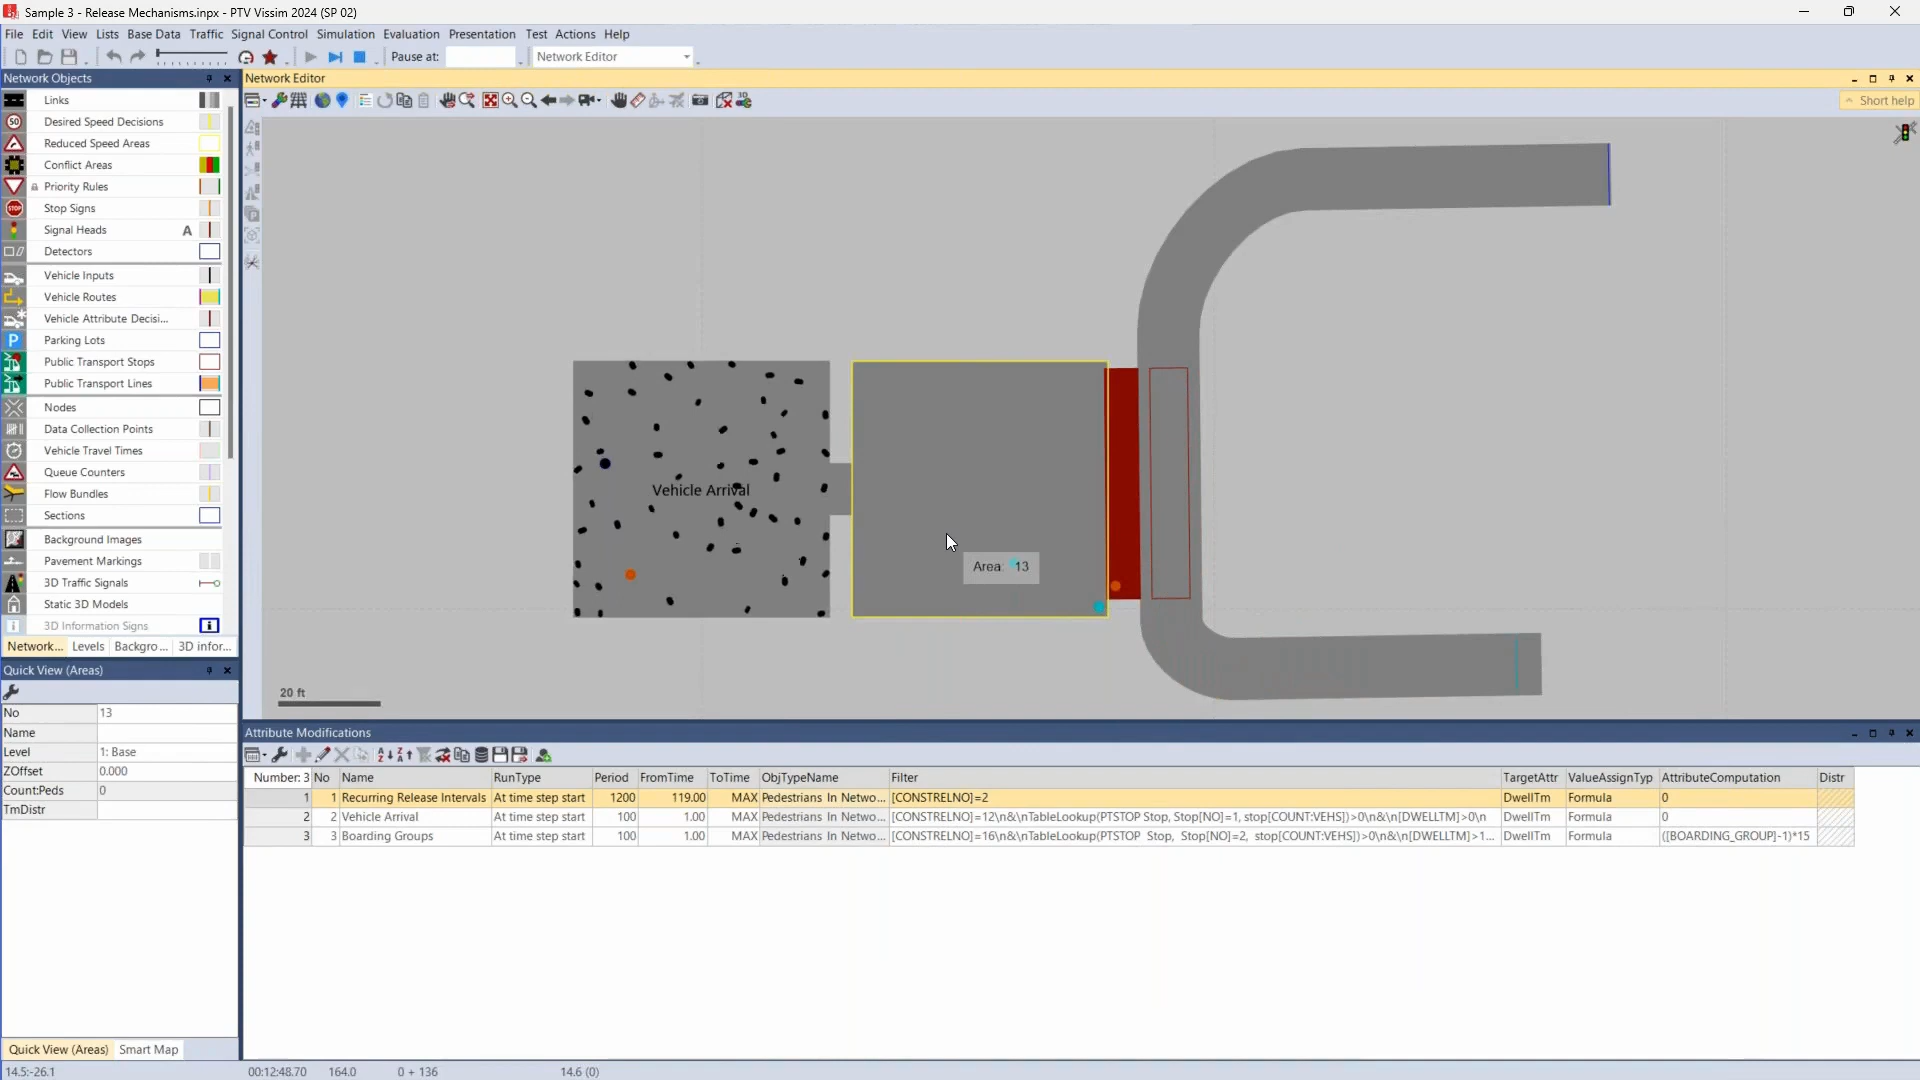 Sample 3 - Release Mechanisms.inpx - PTV Vissim 2024 (SP 02)
File Edit View Lists Base Data Traffic Signal Control Simulation Evaluation Presentation Test Actions Help
Pause at: Network Editor
Network Objects
Network Editor
Short help
Links
50 Desired Speed Decisions
Reduced Speed Areas
Conflict Areas
Priority Rules
STOP Stop Signs
Signal Heads A
Detectors
Vehicle Inputs
Vehicle Routes
Vehicle Attribute Decisi...
P Parking Lots
Public Transport Stops
Public Transport Lines
Nodes
Data Collection Points
Vehicle Travel Times
Queue Counters
Flow Bundles
Sections
Background Images
Pavement Markings
3D Traffic Signals
Static 3D Models
3D Information Signs
Network... Levels Backgro... 3D infor...
Vehicle Arrival
Area: 13
20 ft
Quick View (Areas)
No 13
Name
Level 1: Base
ZOffset 0.000
Count:Peds 0
TmDistr
Quick View (Areas) Smart Map
Attribute Modifications
Number: 3 No Name RunType Period FromTime ToTime ObjTypeName Filter TargetAttr ValueAssignTyp AttributeComputation Distr
1 1 Recurring Release Intervals At time step start 1200 119.00 MAX Pedestrians In Netwo... [CONSTRELNO]=2 DwellTm Formula 0
2 2 Vehicle Arrival At time step start 100 1.00 MAX Pedestrians In Netwo... [CONSTRELNO]=12\n&\nTableLookup(PTSTOP Stop, Stop[NO]=1, stop[COUNT:VEHS])>0\n&\n[DWELLTM]>0\n DwellTm Formula 0
3 3 Boarding Groups At time step start 100 1.00 MAX Pedestrians In Netwo... [CONSTRELNO]=16\n&\nTableLookup(PTSTOP Stop, Stop[NO]=2, stop[COUNT:VEHS])>0\n&\n[DWELLTM]>1... DwellTm Formula ([BOARDING_GROUP]-1)*15
14.5:-26.1 00:12:48.70 164.0 0 + 136 14.6 (0)